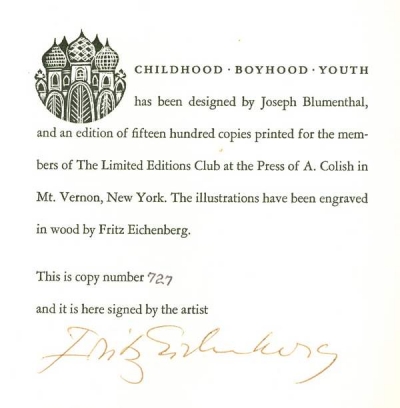 CHILDHOOD · BOYHOOD · YOUTH
has been designed by Joseph Blumenthal,
and an edition of fifteen hundred copies printed for the mem-
bers of The Limited Editions Club at the Press of A. Colish in
Mt. Vernon, New York. The illustrations have been engraved
in wood by Fritz Eichenberg.
This is copy number 727
and it is here signed by the artist
Fritz Eichenberg